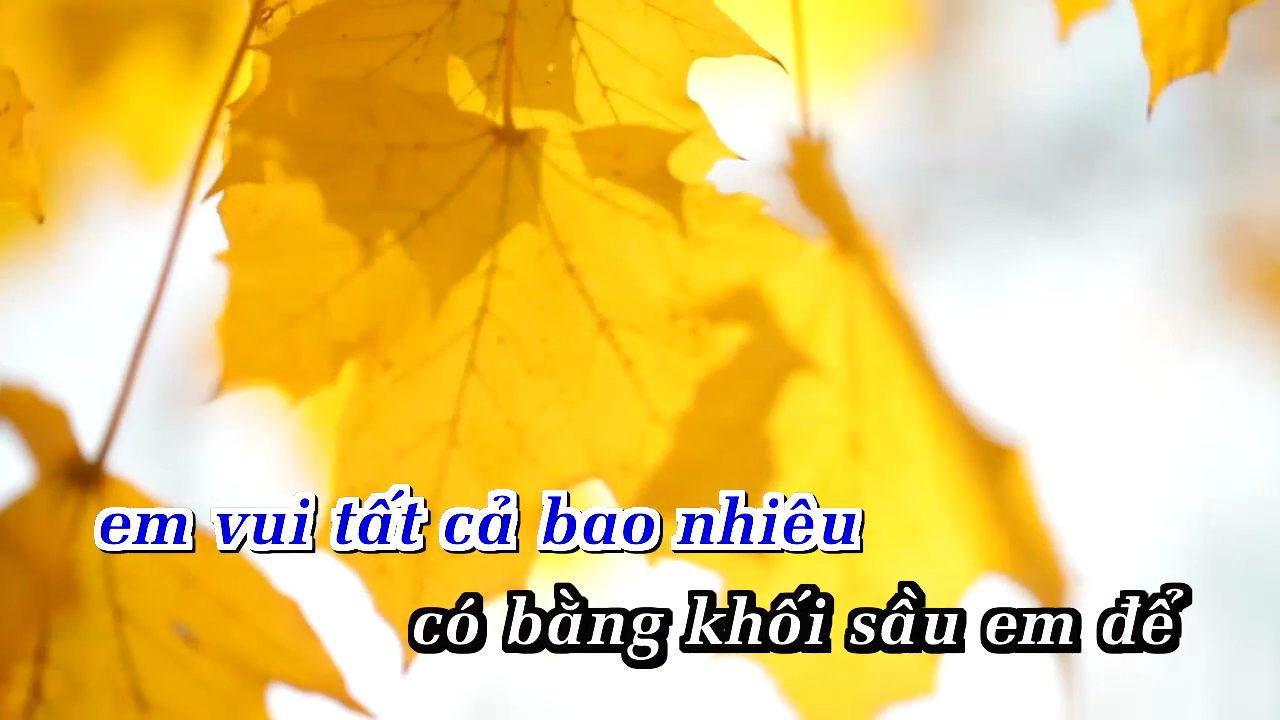 em vui tất cả bao nhiêu
có bằng khối sầu em để